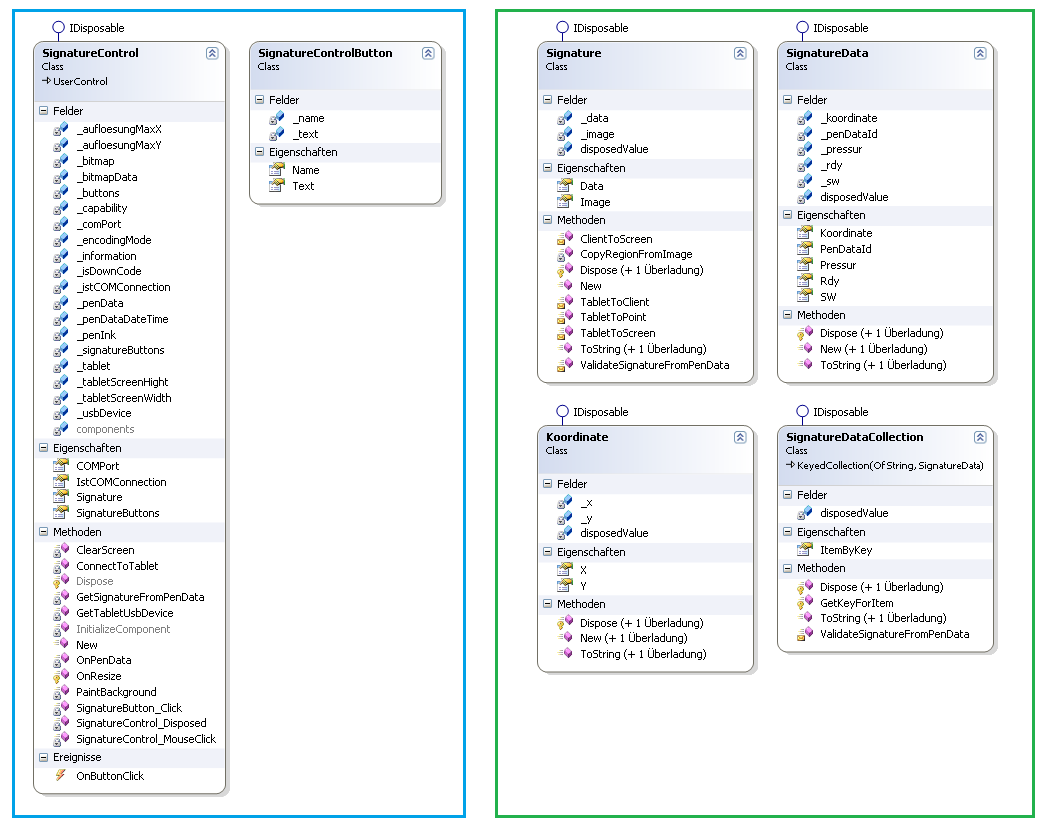 IDisposable
SignatureControl
Class
UserControl
Felder
_aufloesungMaxX
_aufloesungMaxY
_bitmap
_bitmapData
_buttons
_capability
_comPort
_encodingMode
_information
_isDownCode
_istCOMConnection
_penData
_penDataDateTime
_penInk
_signatureButtons
_tablet
_tabletScreenHight
_tabletScreenWidth
_usbDevice
components
Eigenschaften
COMPort
IstCOMConnection
Signature
SignatureButtons
Methoden
ClearScreen
ConnectToTablet
Dispose
GetSignatureFromPenData
GetTabletUsbDevice
InitializeComponent
New
OnPenData
OnResize
PaintBackground
SignatureButton_Click
SignatureControl_Disposed
SignatureControl_MouseClick
Ereignisse
OnButtonClick
SignatureControlButton
Class
Felder
_name
_text
Eigenschaften
Name
Text
IDisposable
Signature
Class
Felder
_data
_image
disposedValue
Eigenschaften
Data
Image
Methoden
ClientToScreen
CopyRegionFromImage
Dispose (+ 1 Überladung)
New
TabletToClient
TabletToPoint
TabletToScreen
ToString (+ 1 Überladung)
ValidateSignatureFromPenData
IDisposable
SignatureData
Class
Felder
_koordinate
_penDataId
_pressur
_rdy
_sw
disposedValue
Eigenschaften
Koordinate
PenDataId
Pressur
Rdy
SW
Methoden
Dispose (+ 1 Überladung)
New (+ 1 Überladung)
ToString (+ 1 Überladung)
IDisposable
Koordinate
Class
Felder
_x
_y
disposedValue
Eigenschaften
X
Y
Methoden
Dispose (+ 1 Überladung)
New (+ 1 Überladung)
ToString (+ 1 Überladung)
IDisposable
SignatureDataCollection
Class
KeyedCollection(Of String, SignatureData)
Felder
disposedValue
Eigenschaften
ItemByKey
Methoden
Dispose (+ 1 Überladung)
GetKeyForItem
ToString (+ 1 Überladung)
ValidateSignatureFromPenData